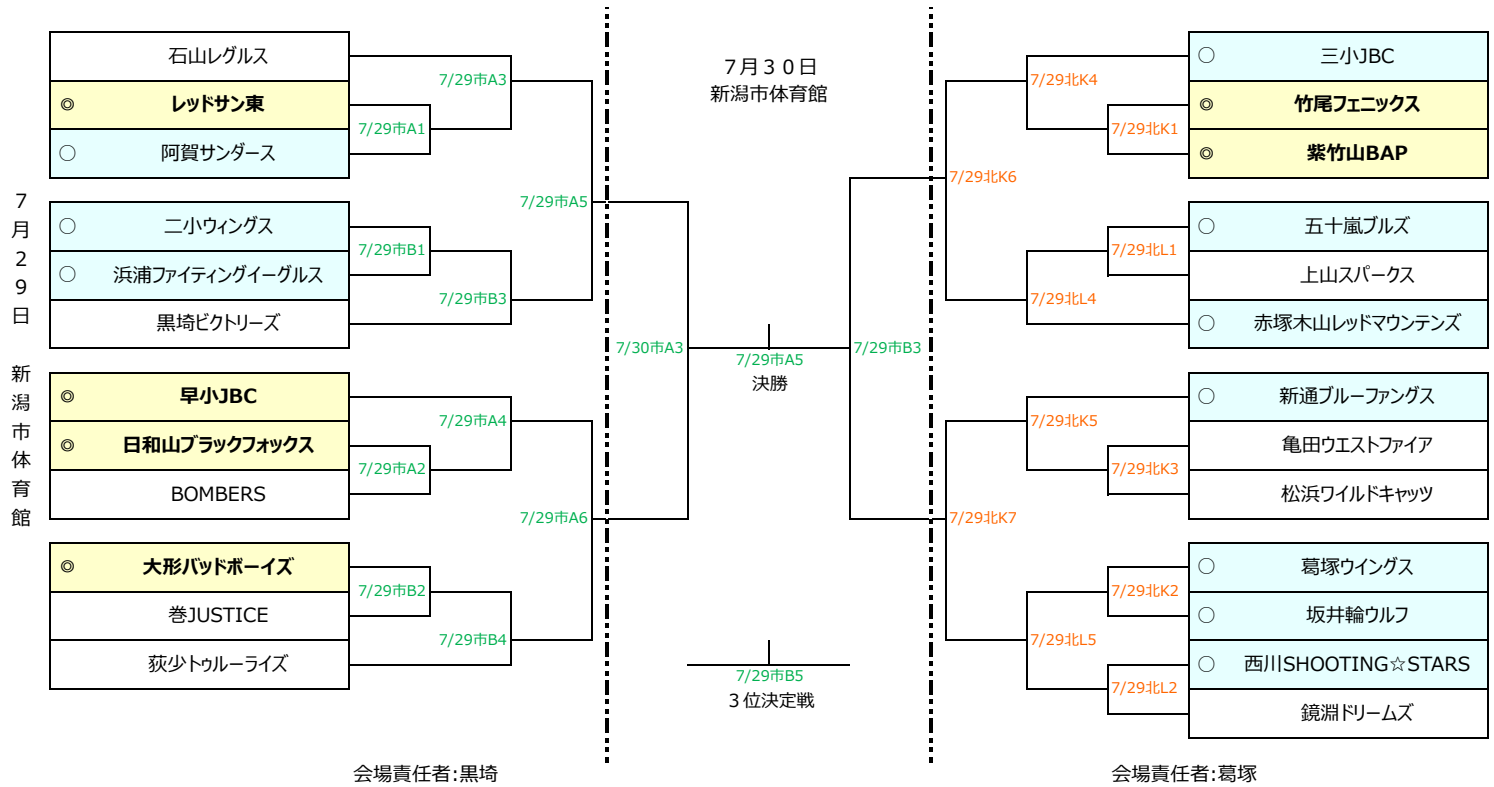 ７月２９日　新潟市体育館
石山レグルス
◎ レッドサン東
○ 阿賀サンダース
7/29市A3
7/29市A1
○ 二小ウィングス
○ 浜浦ファイティングイーグルス
黒埼ビクトリーズ
7/29市B1
7/29市B3
7/29市A5
◎ 早小JBC
◎ 日和山ブラックフォックス
BOMBERS
7/29市A4
7/29市A2
◎ 大形バッドボーイズ
巻JUSTICE
荻少トゥルーライズ
7/29市B2
7/29市B4
7/29市A6
会場責任者:黒埼
７月３０日
新潟市体育館
7/30市A3
7/29市A5
決勝
7/29市B3
7/29市B5
３位決定戦
○ 三小JBC
◎ 竹尾フェニックス
◎ 紫竹山BAP
7/29北K4
7/29北K1
7/29北K6
○ 五十嵐ブルズ
上山スパークス
○ 赤塚木山レッドマウンテンズ
7/29北L1
7/29北L4
○ 新通ブルーファングス
亀田ウエストファイア
松浜ワイルドキャッツ
7/29北K5
7/29北K3
7/29北K7
○ 葛塚ウイングス
○ 坂井輪ウルフ
○ 西川SHOOTING☆STARS
鏡淵ドリームズ
7/29北K2
7/29北L5
7/29北L2
会場責任者:葛塚